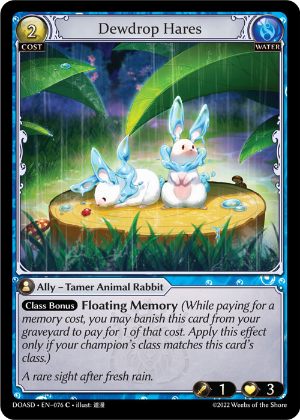 2
Dewdrop Hares
COST
WATER
Ally – Tamer Animal Rabbit
Class Bonus Floating Memory (While paying for
a memory cost, you may banish this card from
your graveyard to pay for 1 of that cost. Apply this effect
only if your champion's class matches this card's
class.)
A rare sight after fresh rain.
1
3
DOASD • EN-076 C • illust:
©2022 Weebs of the Shore